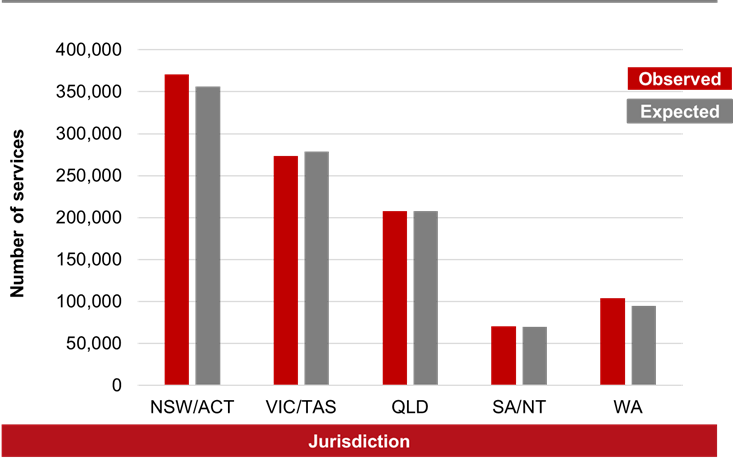 400,000
350,000
300,000
250,000
200,000
150,000
100,000
50,000
0
Number of services
Observed
Expected
NSW/ACT VIC/TAS QLD SA/NT WA
Jurisdiction